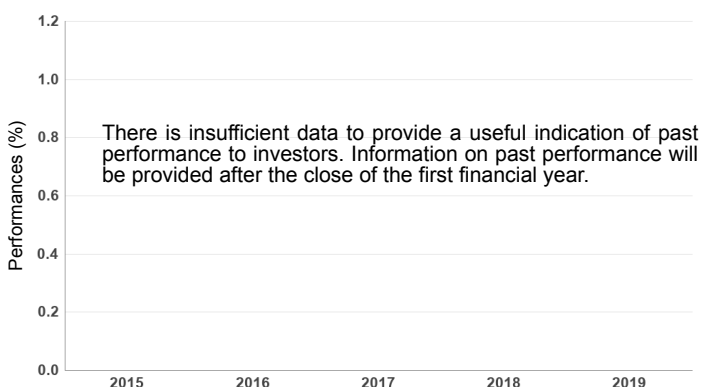 1.2
1.0
Performances (%)
0.8
There is insufficient data to provide a useful indication of past
performance to investors. Information on past performance will
be provided after the close of the first financial year.
0.6
0.4
0.2
0.0
2015 2016 2017 2018 2019